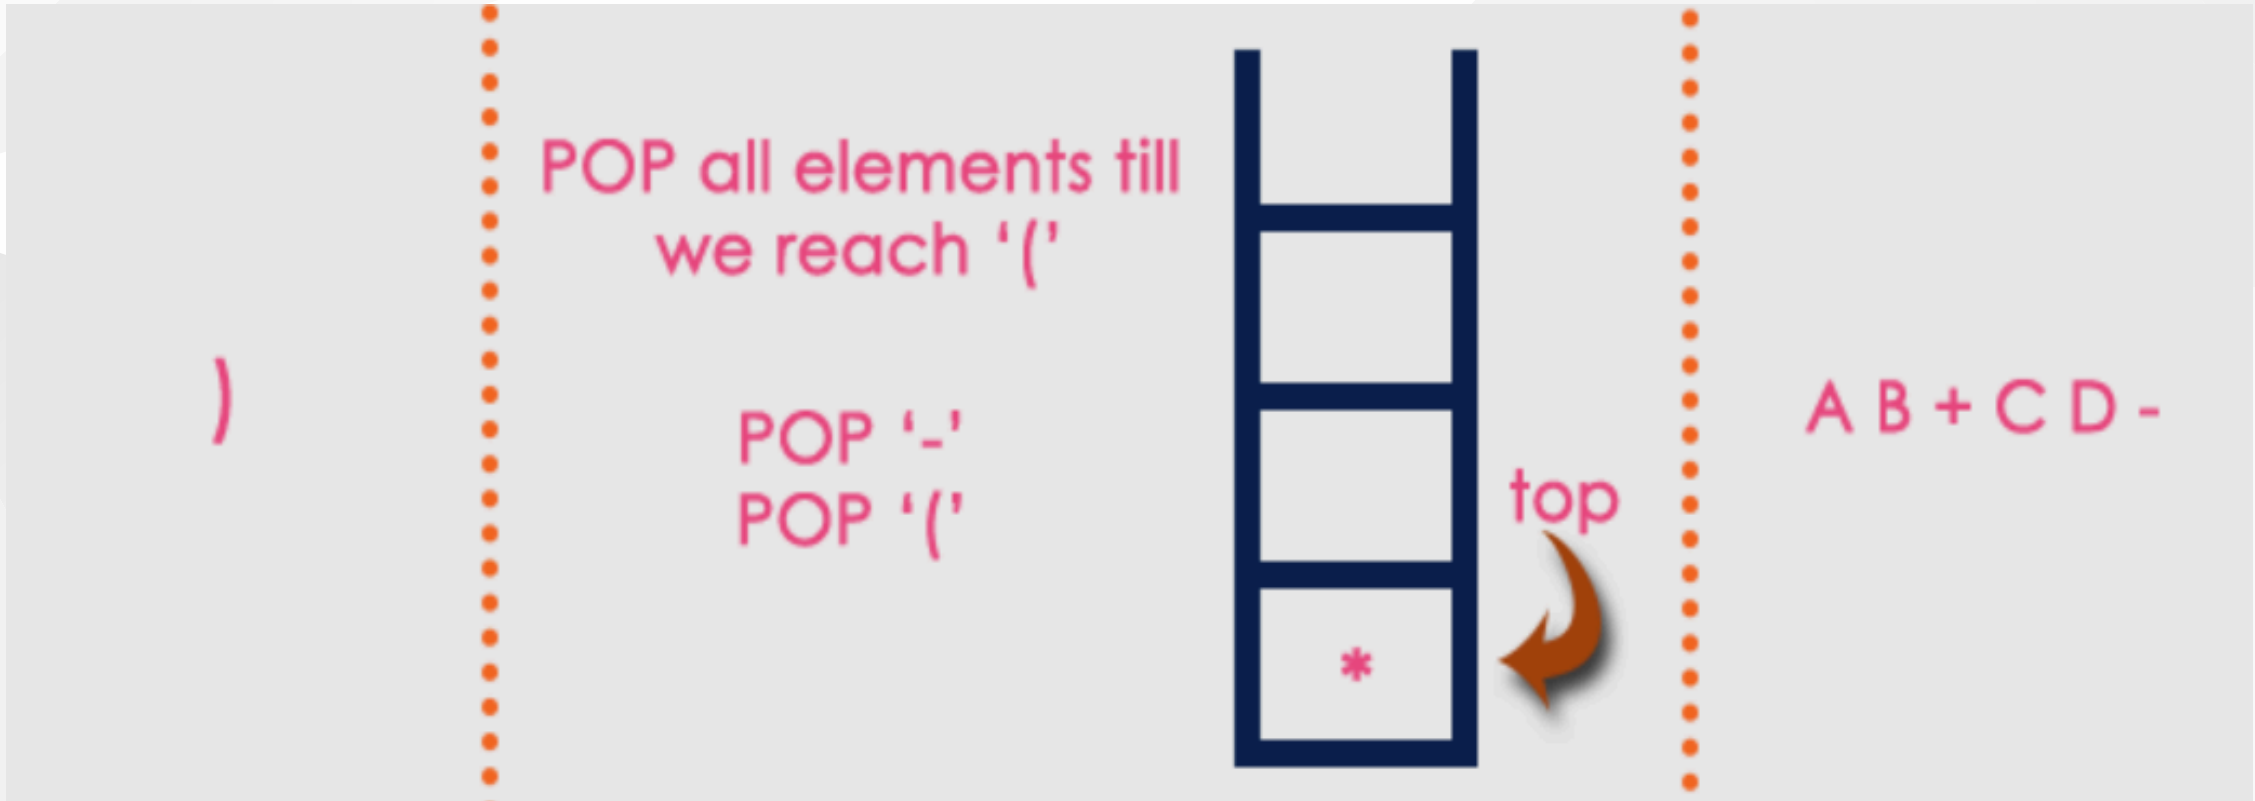 )
POP all elements till
we reach ‘(’
POP ‘-’
POP ‘(’
*
top
A B + C D -